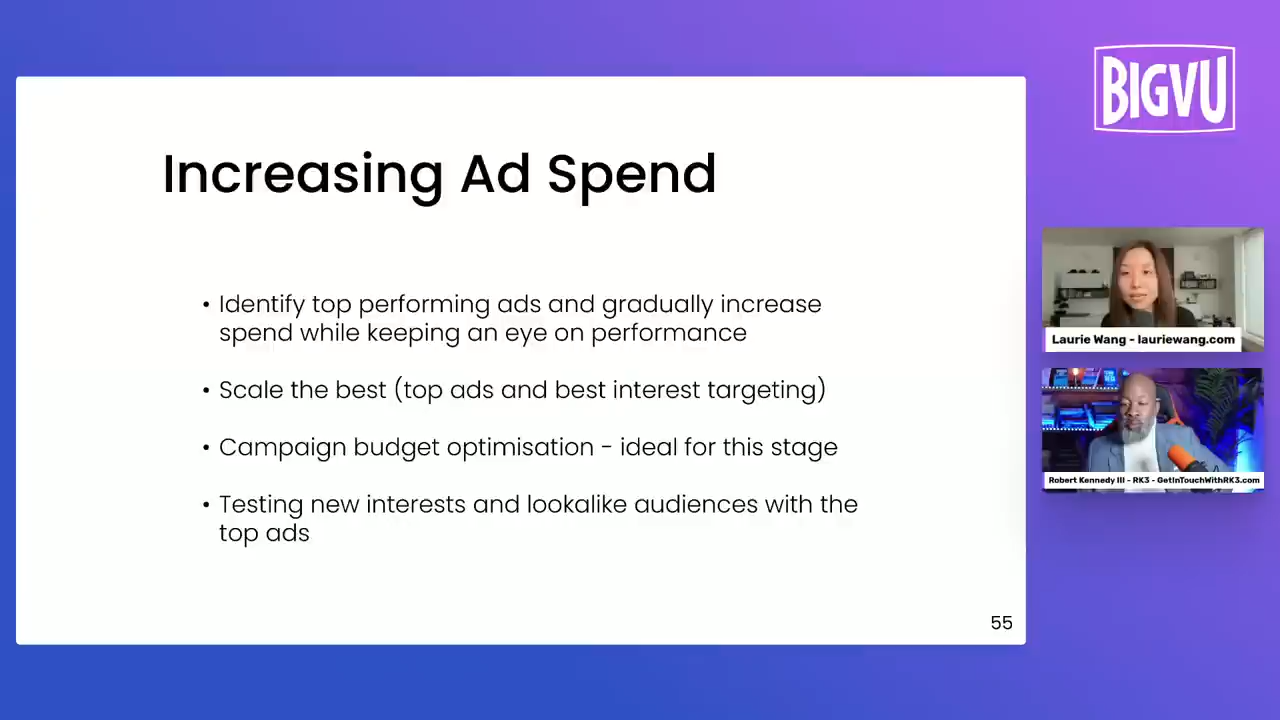 BIGVU
Increasing Ad Spend
• Identify top performing ads and gradually increase
spend while keeping an eye on performance
• Scale the best (top ads and best interest targeting)
• Campaign budget optimisation - ideal for this stage
• Testing new interests and lookalike audiences with the
top ads
55
Laurie Wang - lauriewang.com
Robert Kennedy III - RK3 - GetInTouchWithRK3.com